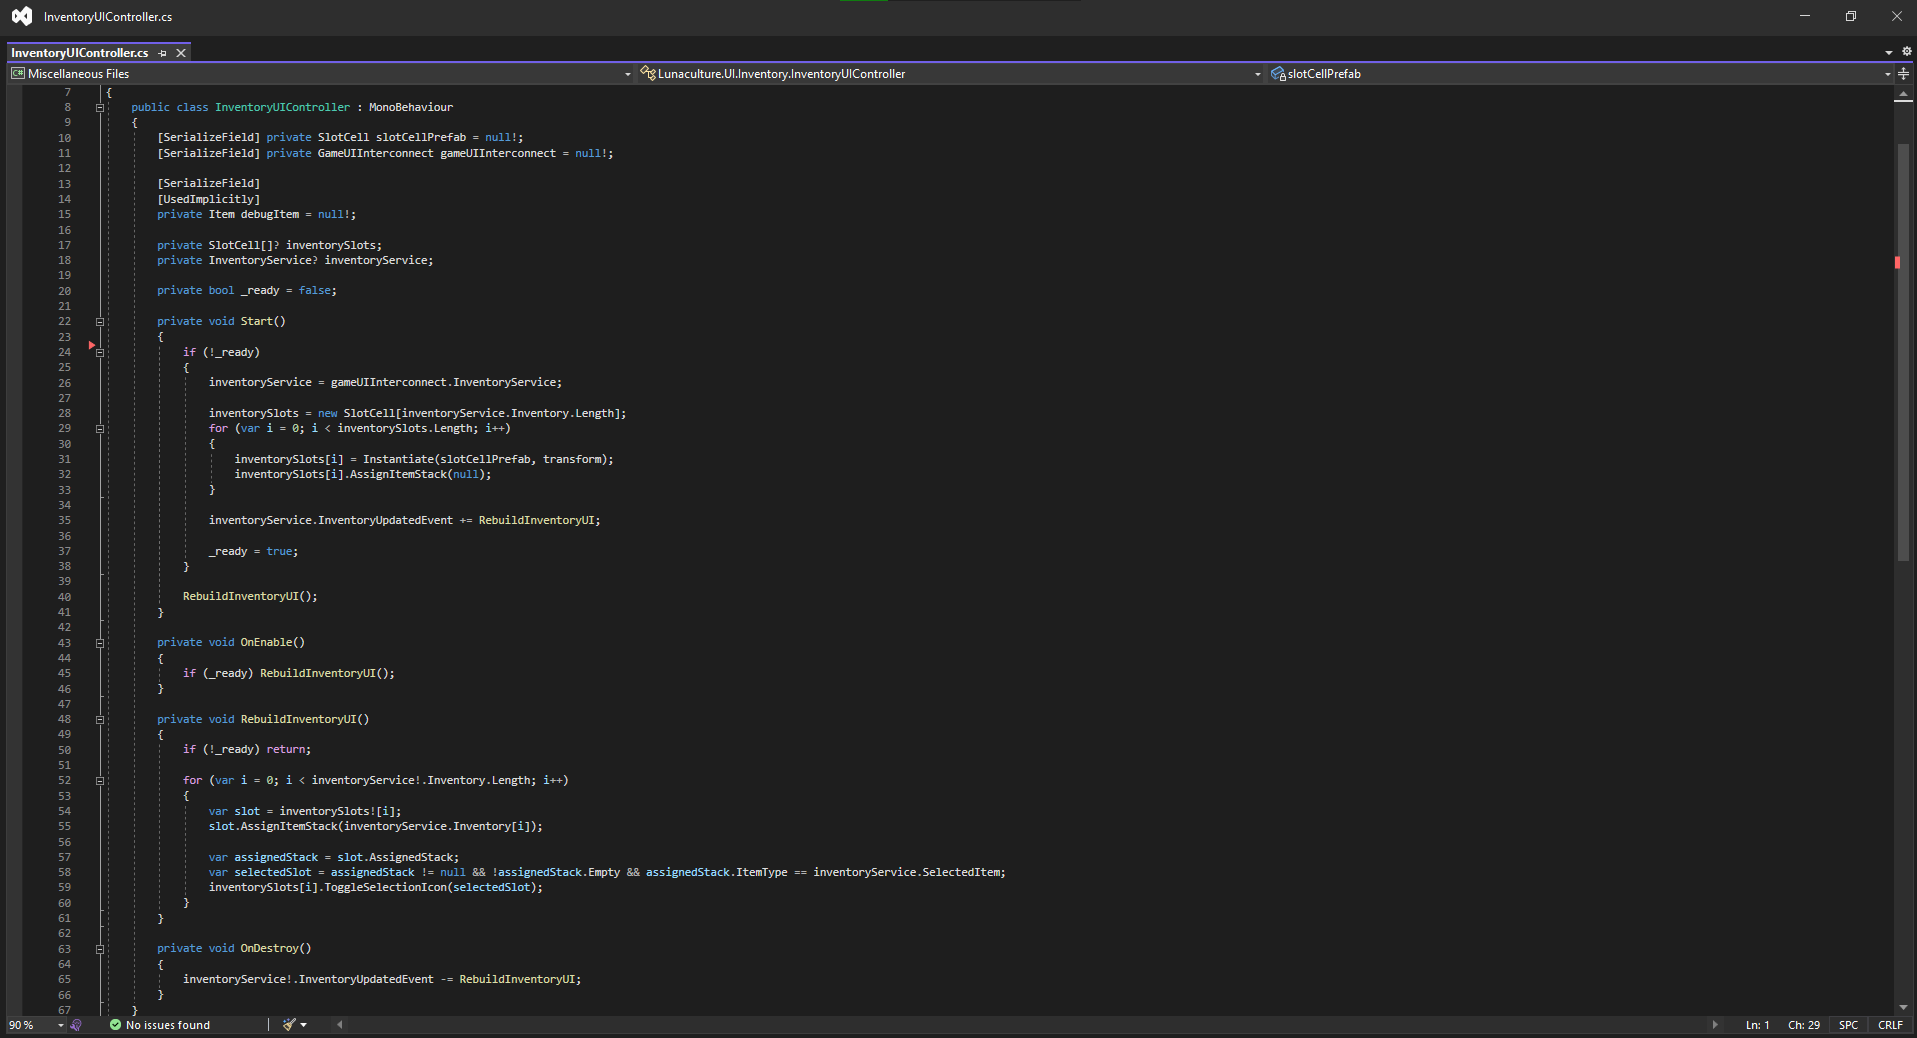 InventoryUIController.cs
InventoryUIController.cs
Miscellaneous Files
Lunaculture.UI.Inventory.InventoryUIController
slotCellPrefab
7 {
8 public class InventoryUIController : MonoBehaviour
9 {
10 [SerializeField] private SlotCell slotCellPrefab = null!;
11 [SerializeField] private GameUIInterconnect gameUIInterconnect = null!;
12
13 [SerializeField]
14 [UsedImplicitly]
15 private Item debugItem = null!;
16
17 private SlotCell[]? inventorySlots;
18 private InventoryService? inventoryService;
19
20 private bool _ready = false;
21
22 private void Start()
23 {
24 if (!_ready)
25 {
26 inventoryService = gameUIInterconnect.InventoryService;
27
28 inventorySlots = new SlotCell[inventoryService.Inventory.Length];
29 for (var i = 0; i < inventorySlots.Length; i++)
30 {
31 inventorySlots[i] = Instantiate(slotCellPrefab, transform);
32 inventorySlots[i].AssignItemStack(null);
33 }
34
35 inventoryService.InventoryUpdatedEvent += RebuildInventoryUI;
36
37 _ready = true;
38 }
39
40 RebuildInventoryUI();
41 }
42
43 private void OnEnable()
44 {
45 if (_ready) RebuildInventoryUI();
46 }
47
48 private void RebuildInventoryUI()
49 {
50 if (!_ready) return;
51
52 for (var i = 0; i < inventoryService!.Inventory.Length; i++)
53 {
54 var slot = inventorySlots![i];
55 slot.AssignItemStack(inventoryService.Inventory[i]);
56
57 var assignedStack = slot.AssignedStack;
58 var selectedSlot = assignedStack != null && !assignedStack.Empty && assignedStack.ItemType == inventoryService.SelectedItem;
59 inventorySlots[i].ToggleSelectionIcon(selectedSlot);
60 }
61 }
62
63 private void OnDestroy()
64 {
65 inventoryService!.InventoryUpdatedEvent -= RebuildInventoryUI;
66 }
67 }
90 % No issues found Ln: 1 Ch: 29 SPC CRLF